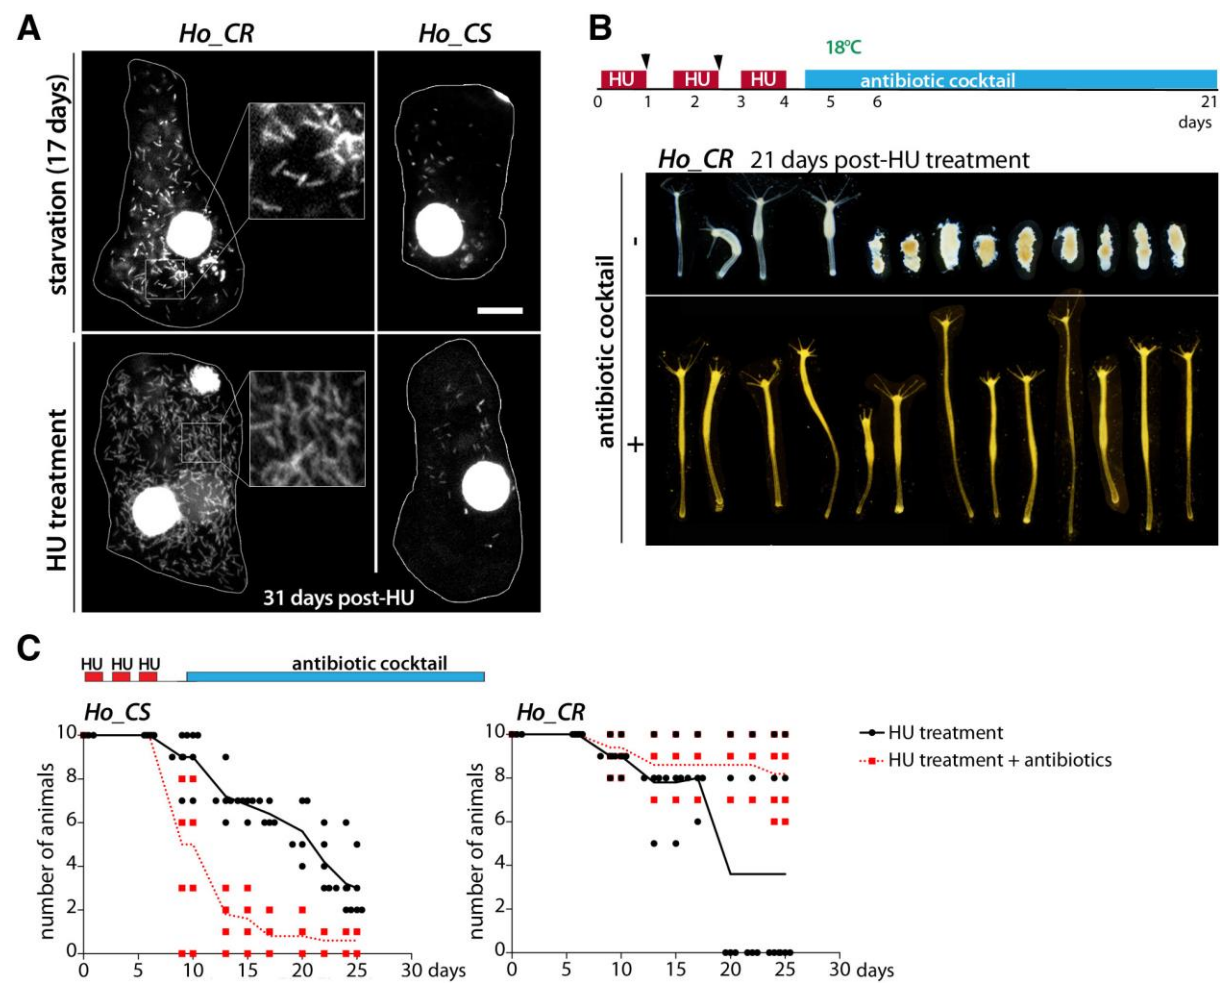 A
Ho_CR
Ho_CS
starvation (17 days)
HU treatment
31 days post-HU
B
18°C
HU HU HU antibiotic cocktail
0 1 2 3 4 5 6 21
days
Ho_CR 21 days post-HU treatment
antibiotic cocktail
-
+
C
HU HU HU antibiotic cocktail
Ho_CS
number of animals
10
8
6
4
2
0
0 5 10 15 20 25 30 days
Ho_CR
number of animals
10
8
6
4
2
0
0 5 10 15 20 25 30 days
HU treatment
HU treatment + antibiotics